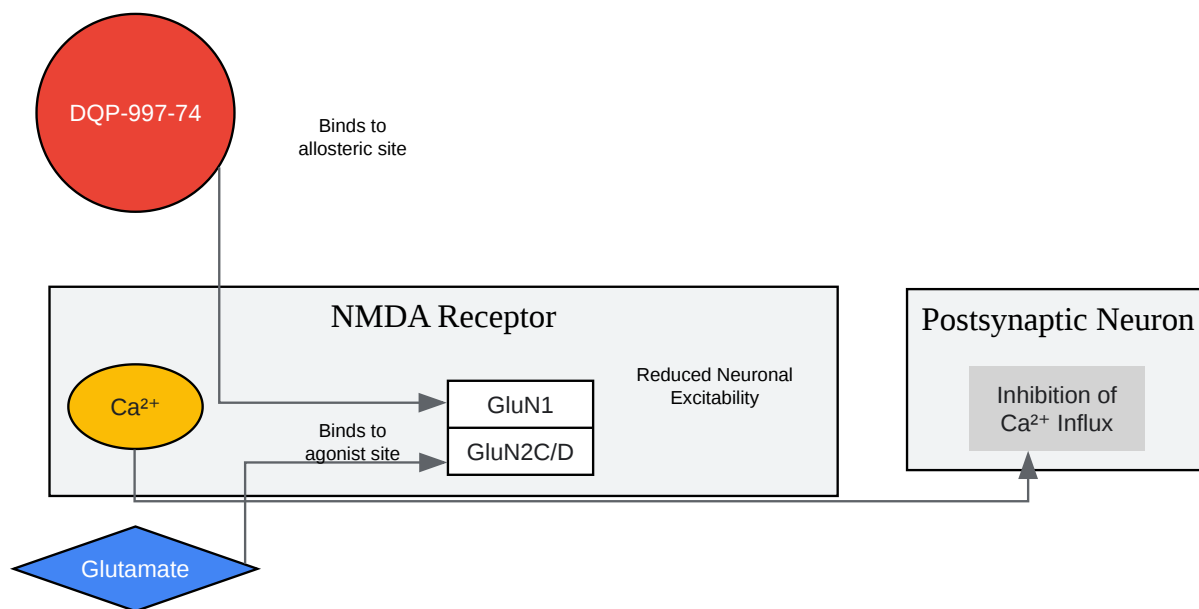 DQP-997-74
Binds to
allosteric site
NMDA Receptor
Postsynaptic Neuron
Ca²⁺
GluN1
GluN2C/D
Reduced Neuronal
Excitability
Inhibition of
Ca²⁺ Influx
Binds to
agonist site
Glutamate